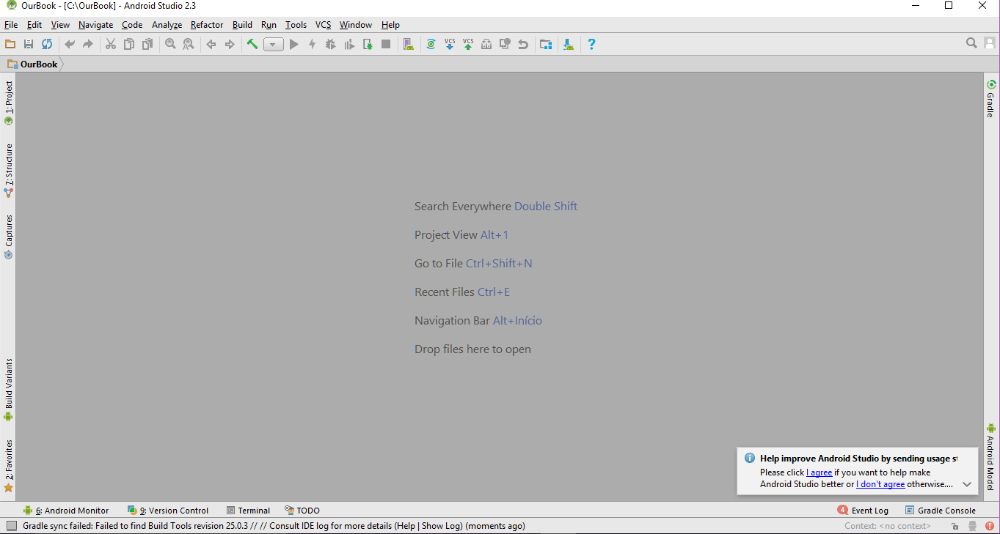 OurBook - [C:\OurBook] - Android Studio 2.3
File Edit View Navigate Code Analyze Refactor Build Run Tools VCS Window Help
VCS VCS
OurBook
1: Project
7: Structure
Captures
Build Variants
2: Favorites
Search Everywhere Double Shift
Project View Alt+1
Go to File Ctrl+Shift+N
Recent Files Ctrl+E
Navigation Bar Alt+Início
Drop files here to open
Gradle
Android Model
Help improve Android Studio by sending usage st
Please click I agree if you want to help make
Android Studio better or I don't agree otherwise....
6: Android Monitor 9: Version Control Terminal TODO 4 Event Log Gradle Console
Gradle sync failed: Failed to find Build Tools revision 25.0.3 // // Consult IDE log for more details (Help | Show Log) (moments ago) Context: <no context>